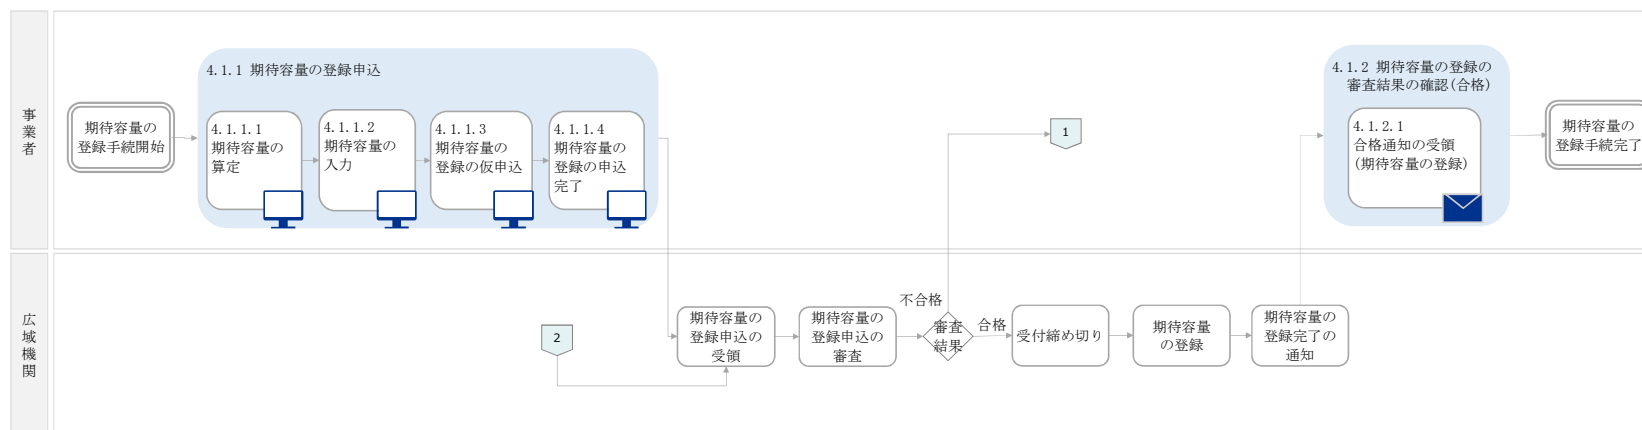 事
業
者
期待容量の
登録手続開始
4.1.1 期待容量の登録申込
4.1.1.1
期待容量の
算定
4.1.1.2
期待容量の
入力
4.1.1.3
期待容量の
登録の仮申込
4.1.1.4
期待容量の
登録の申込
完了
1
4.1.2 期待容量の登録の
審査結果の確認(合格)
4.1.2.1
合格通知の受領
(期待容量の登録)
期待容量の
登録手続完了
広
域
機
関
2
期待容量の
登録申込の
受領
期待容量の
登録申込の
審査
不合格
審査
結果
合格
受付締め切り
期待容量
の登録
期待容量の
登録完了の
通知